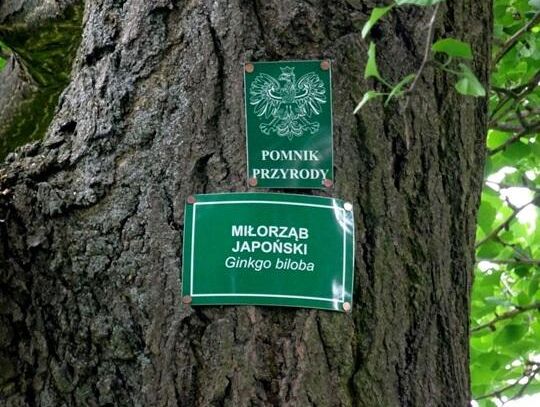 POMNIK
PRZYRODY
MIŁORZĄB
JAPOŃSKI
Ginkgo biloba